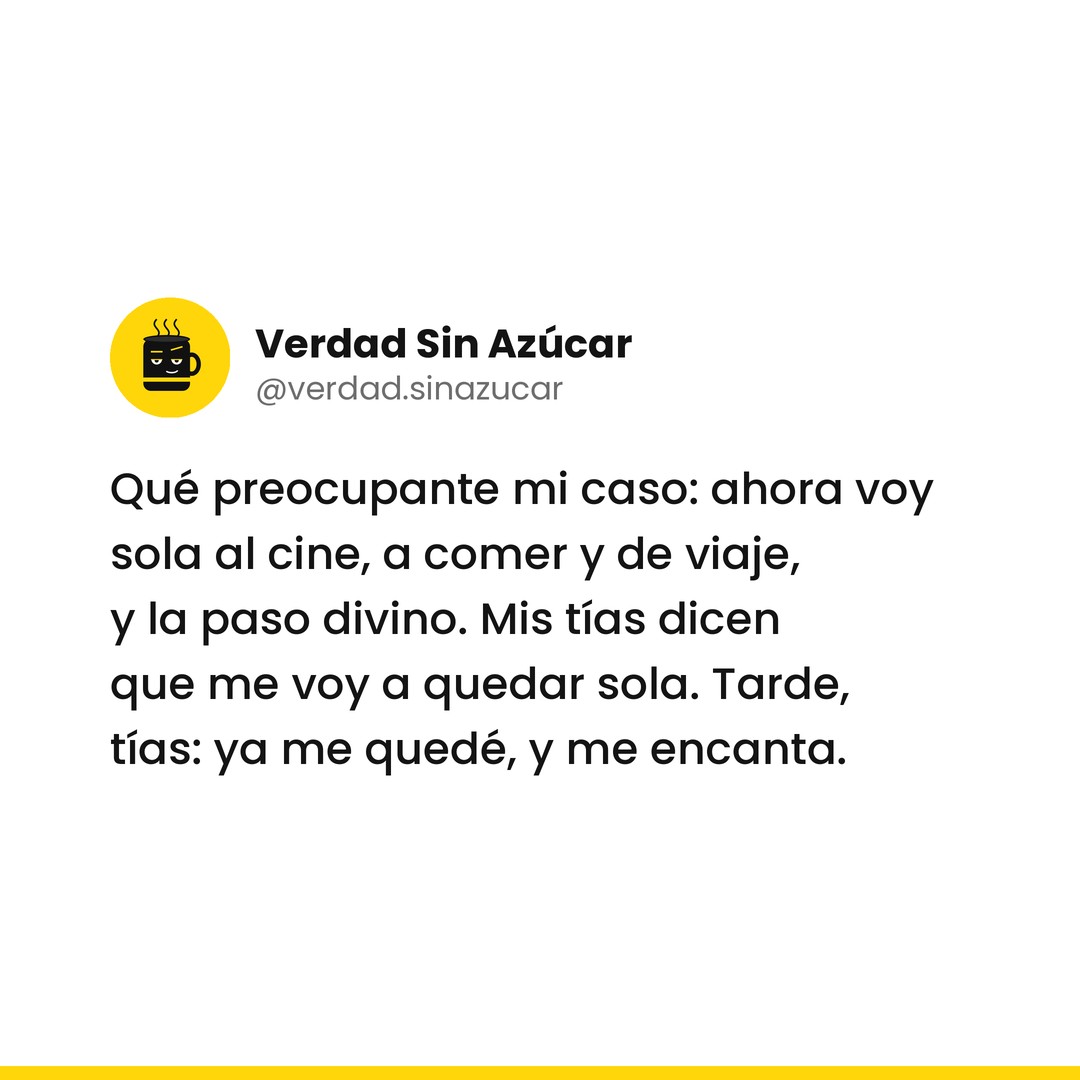 Verdad Sin Azúcar
@verdad.sinazucar
Qué preocupante mi caso: ahora voy
sola al cine, a comer y de viaje,
y la paso divino. Mis tías dicen
que me voy a quedar sola. Tarde,
tías: ya me quedé, y me encanta.